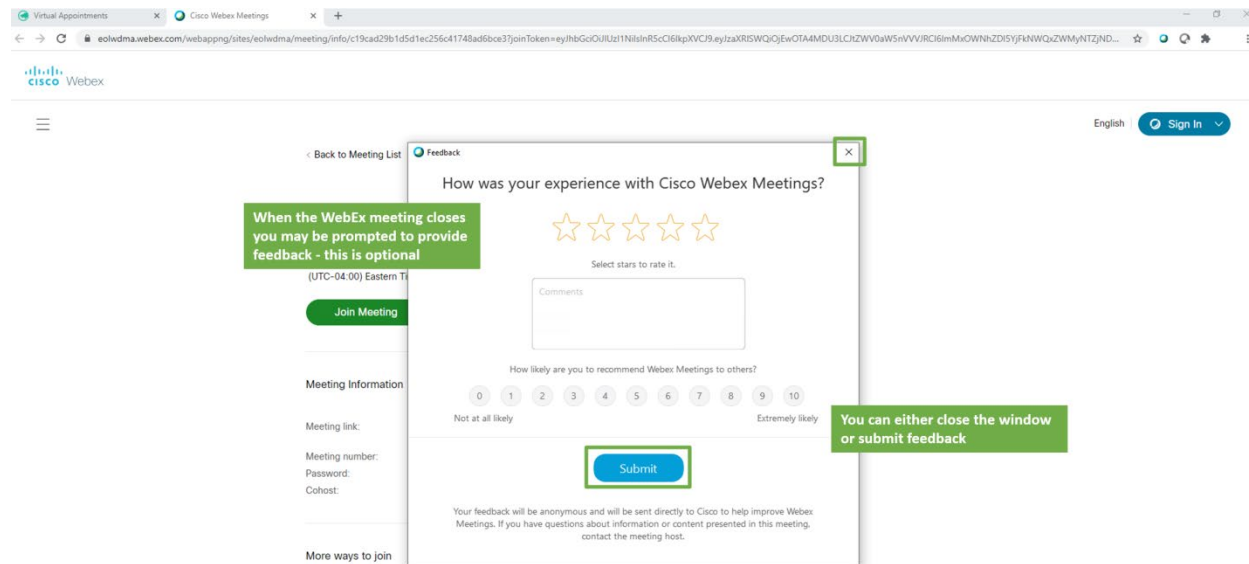 Virtual Appointments
Cisco Webex Meetings
eolwdma.webex.com/webappng/sites/eolwdma/meeting/info/c19cad29b1d5d1ec256c41748ad6bce3?joinToken=
CISCO Webex
English
Sign In
< Back to Meeting List
Feedback
How was your experience with Cisco Webex Meetings?
When the WebEx meeting closes
you may be prompted to provide
feedback - this is optional
Select stars to rate it.
(UTC-04:00) Eastern Ti
Comments
Join Meeting
How likely are you to recommend Webex Meetings to others?
Meeting Information
0 1 2 3 4 5 6 7 8 9 10
Not at all likely Extremely likely
You can either close the window
or submit feedback
Meeting link:
Meeting number:
Password:
Cohost:
Submit
Your feedback will be anonymous and will be sent directly to Cisco to help improve Webex
Meetings. If you have questions about information or content presented in this meeting,
contact the meeting host.
More ways to join